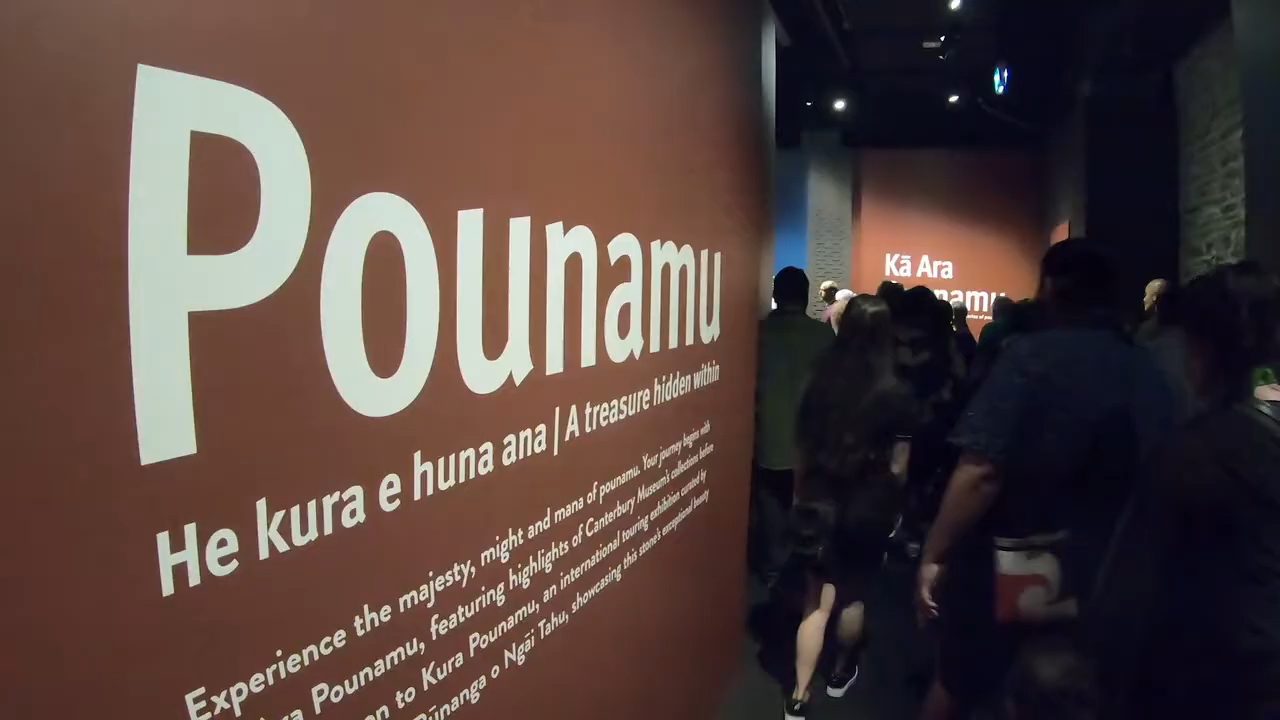 Pounamu
He kura e huna ana | A treasure hidden within
Experience the majesty, might and mana of pounamu. Your journey begins with
Pounamu, featuring highlights of Canterbury Museum's collections before
to Kura Pounamu, an international touring exhibition curated by
Rūnanga o Ngāi Tahu, showcasing this stone's exceptional beauty
Kā Ara